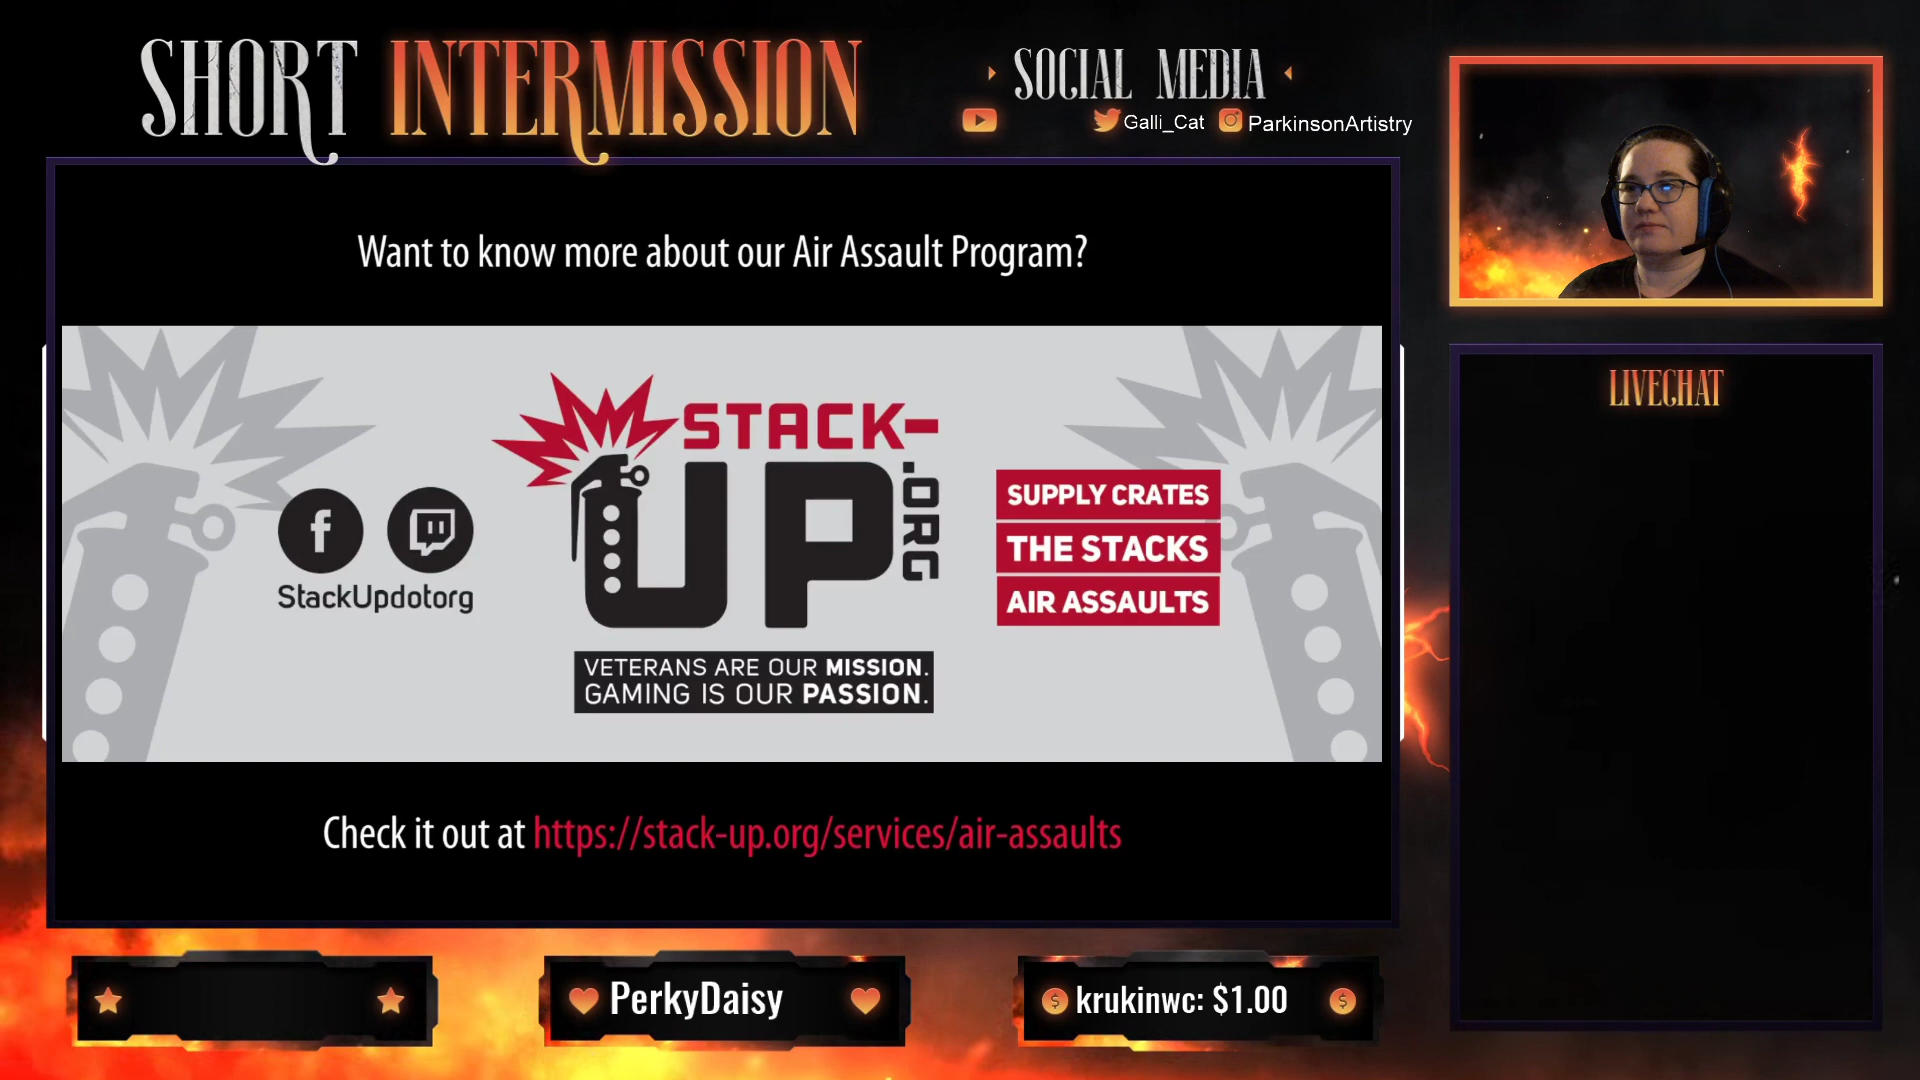 SHORT INTERMISSION
SOCIAL MEDIA
Galli_Cat
ParkinsonArtistry
Want to know more about our Air Assault Program?
StackUpdotorg
STACK-
UP
.ORG
VETERANS ARE OUR MISSION.
GAMING IS OUR PASSION.
SUPPLY CRATES
THE STACKS
AIR ASSAULTS
Check it out at https://stack-up.org/services/air-assaults
LIVECHAT
PerkyDaisy
krukinwc: $1.00